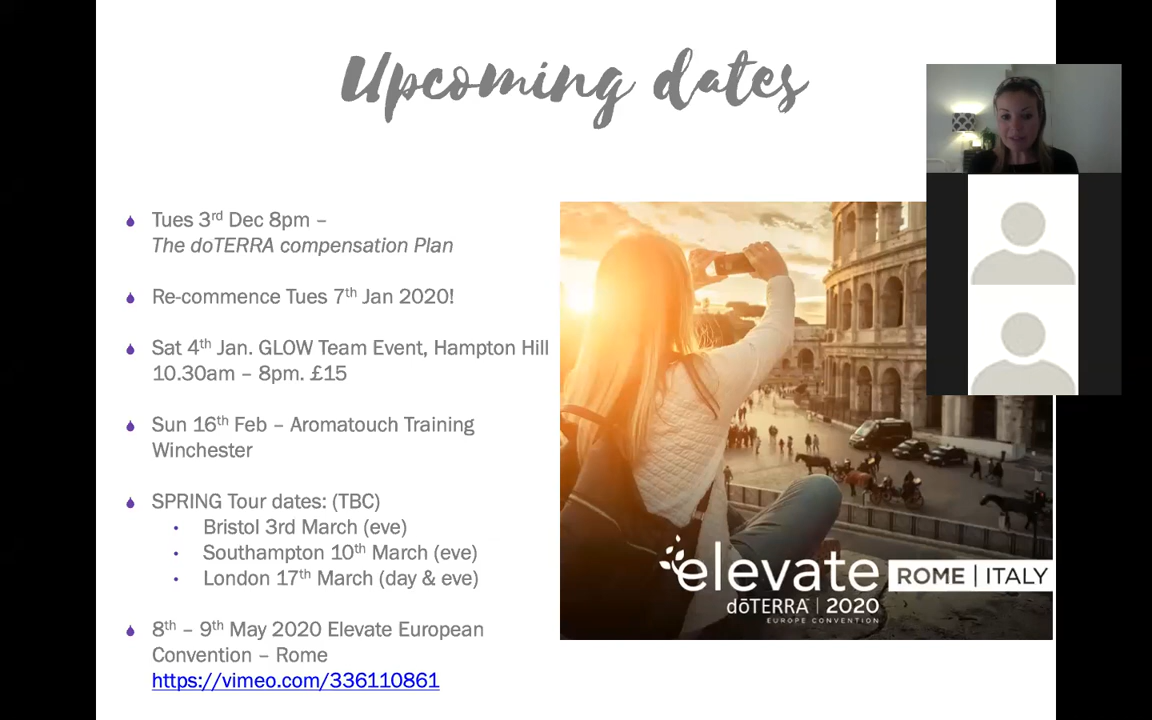 Upcoming dates
Tues 3rd Dec 8pm –
The doTERRA compensation Plan
Re-commence Tues 7th Jan 2020!
Sat 4th Jan. GLOW Team Event, Hampton Hill
10.30am – 8pm. £15
Sun 16th Feb – Aromatouch Training
Winchester
SPRING Tour dates: (TBC)
Bristol 3rd March (eve)
Southampton 10th March (eve)
London 17th March (day & eve)
8th – 9th May 2020 Elevate European
Convention – Rome
https://vimeo.com/336110861
elevate ROME | ITALY
dōTERRA | 2020
EUROPE CONVENTION